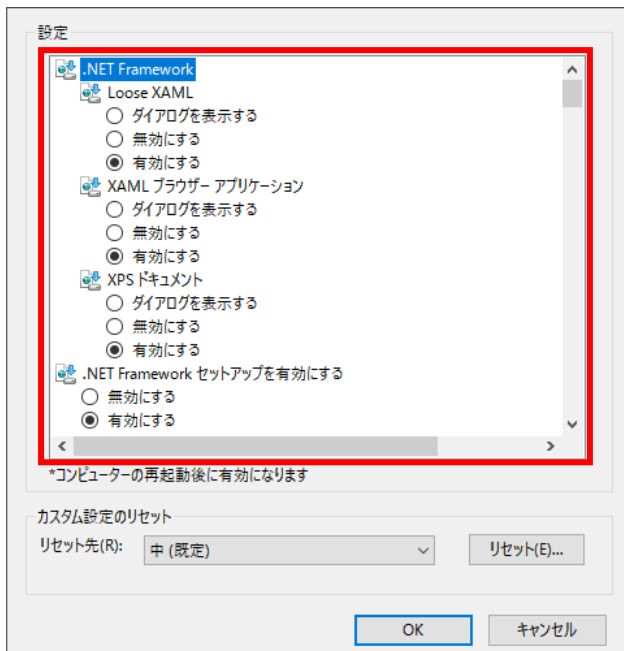 設定
.NET Framework
Loose XAML
ダイアログを表示する
無効にする
有効にする
XAML ブラウザー アプリケーション
ダイアログを表示する
無効にする
有効にする
XPS ドキュメント
ダイアログを表示する
無効にする
有効にする
.NET Framework セットアップを有効にする
無効にする
有効にする
*コンピューターの再起動後に有効になります
カスタム設定のリセット
リセット先(R): 中 (既定) リセット(E)...
OK キャンセル